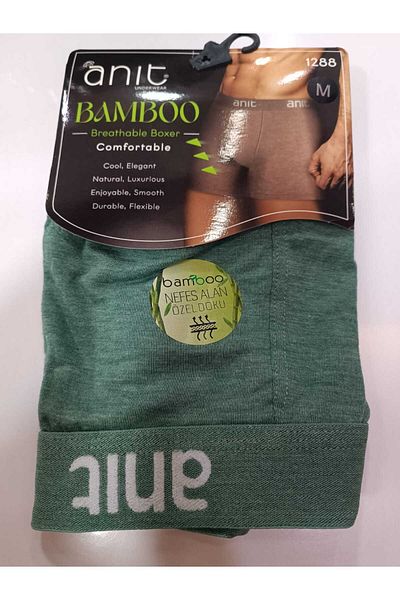 anit
UNDERWEAR
1288
M
BAMBOO
Breathable Boxer
Comfortable
Cool, Elegant
Natural, Luxurious
Enjoyable, Smooth
Durable, Flexible
anit
anit
bamboo
NEFES ALAN
ÖZEL DOKU
anit